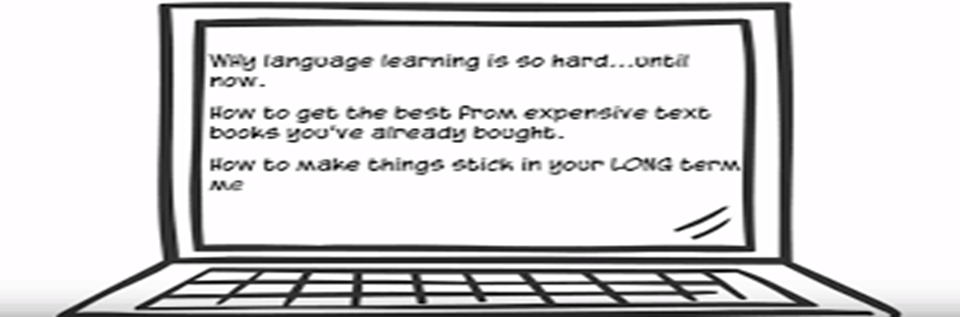 Why language learning is so hard...until
now.
How to get the best from expensive text
books you've already bought.
How to make things stick in your LONG term
me